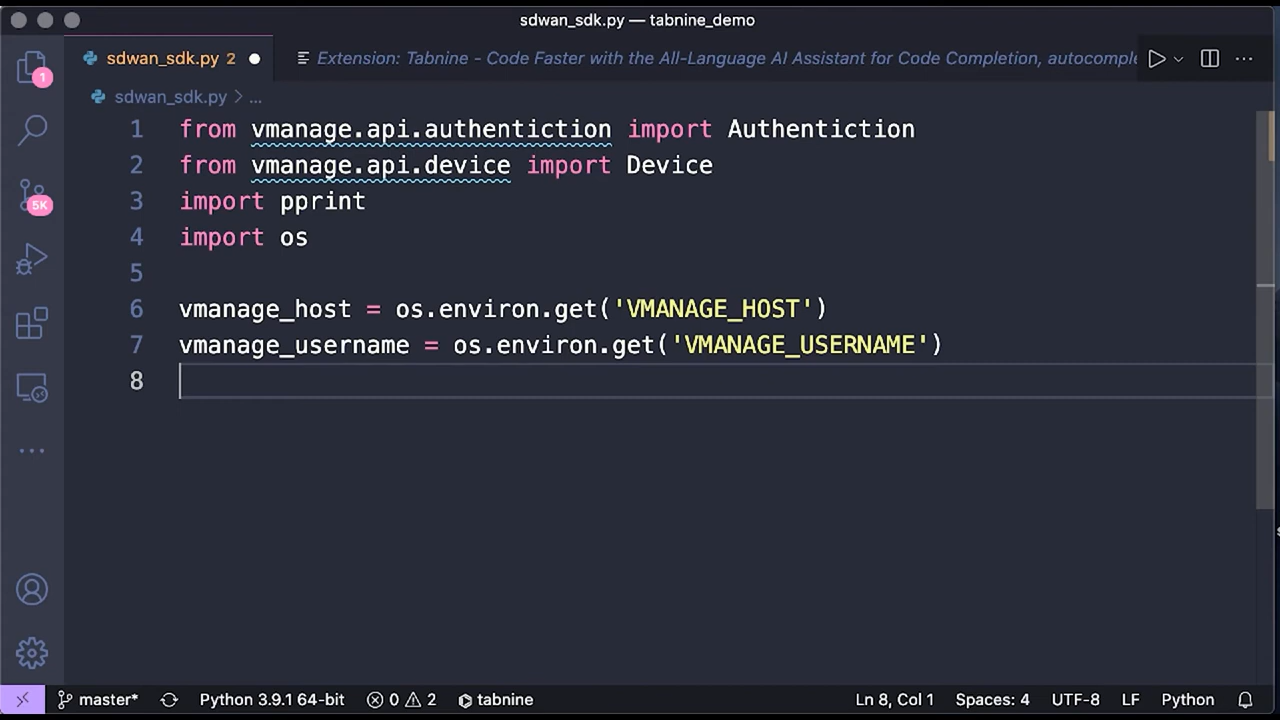 sdwan_sdk.py — tabnine_demo
sdwan_sdk.py 2
Extension: Tabnine - Code Faster with the All-Language AI Assistant for Code Completion, autocomple
sdwan_sdk.py > ...
1 from vmanage.api.authentiction import Authentiction
2 from vmanage.api.device import Device
3 import pprint
4 import os
5
6 vmanage_host = os.environ.get('VMANAGE_HOST')
7 vmanage_username = os.environ.get('VMANAGE_USERNAME')
8
1
5K
master* Python 3.9.1 64-bit 0 2 tabnine Ln 8, Col 1 Spaces: 4 UTF-8 LF Python